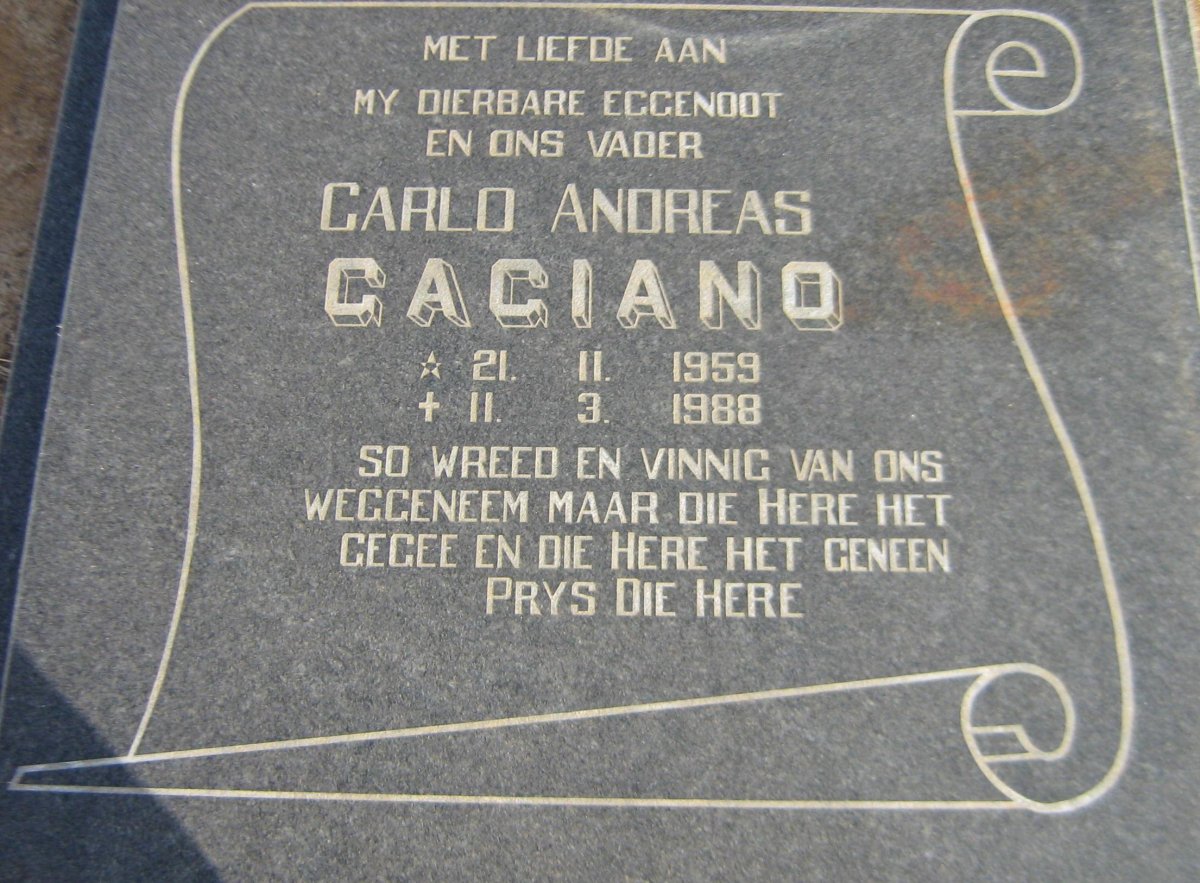 MET LIEFDE AAN
MY DIERBARE EGGENOOT
EN ONS VADER
CARLO ANDREAS
GAGIANO
☆ 21. 11. 1959
✝ 11. 3. 1988
SO WREED EN VINNIG VAN ONS
WEGGENEEM MAAR DIE HERE HET
GEGEE EN DIE HERE HET GENEEN
PRYS DIE HERE